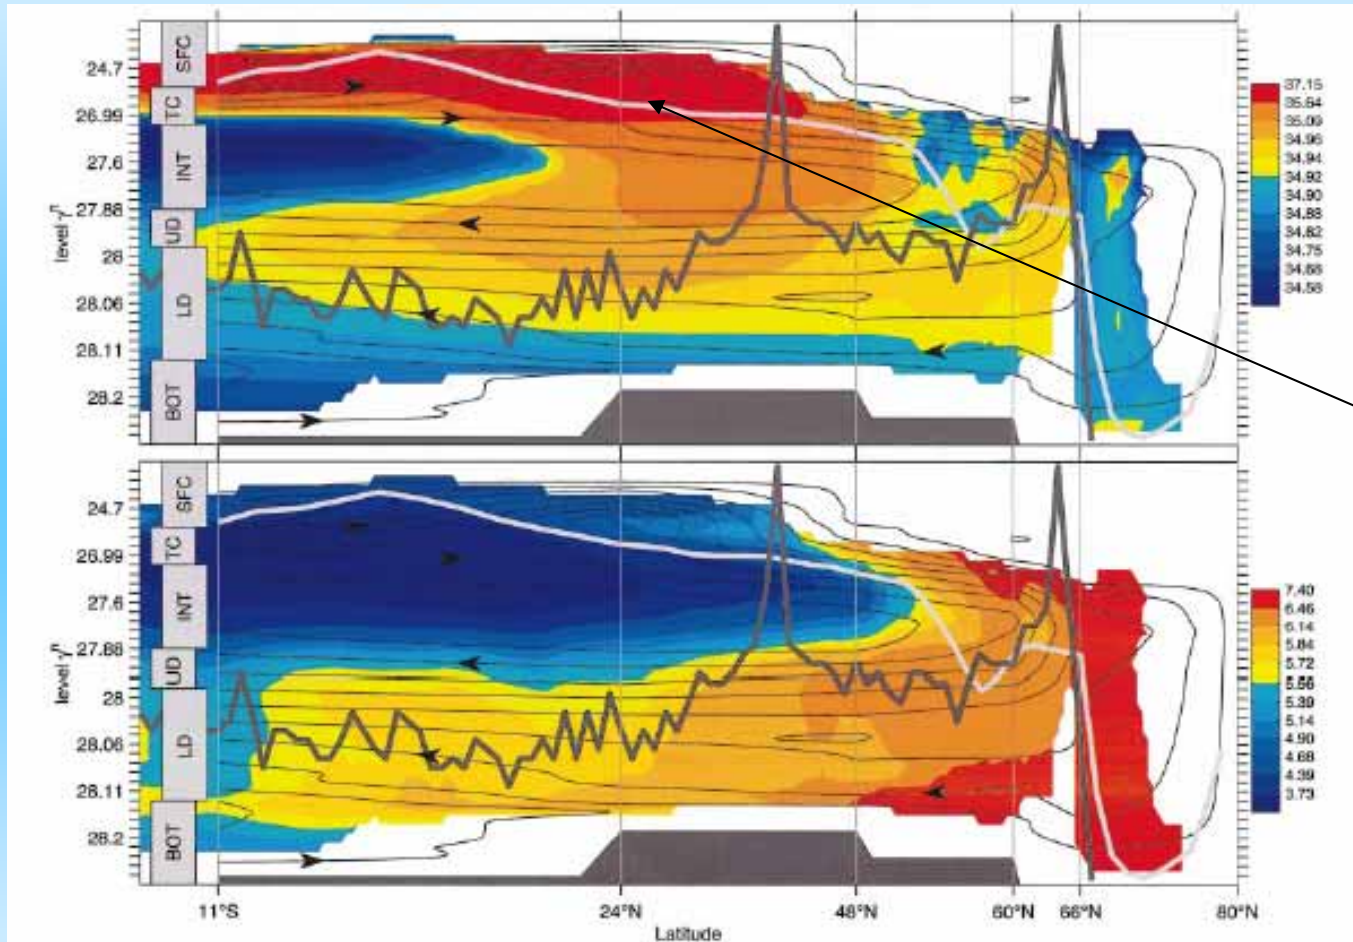 SFC
TC
INT
UD
LD
BOT
24.7
26.99
27.6
27.88
28
28.06
28.11
28.2
level γⁿ
37.15
35.64
35.09
34.95
34.94
34.92
34.90
34.88
34.82
34.75
34.68
34.58
SFC
TC
INT
UD
LD
BOT
24.7
26.99
27.6
27.88
28
28.06
28.11
28.2
level γⁿ
7.40
6.46
6.14
5.84
5.72
5.56
5.39
5.14
4.90
4.68
4.39
3.73
11°S
24°N
48°N
60°N
66°N
80°N
Latitude